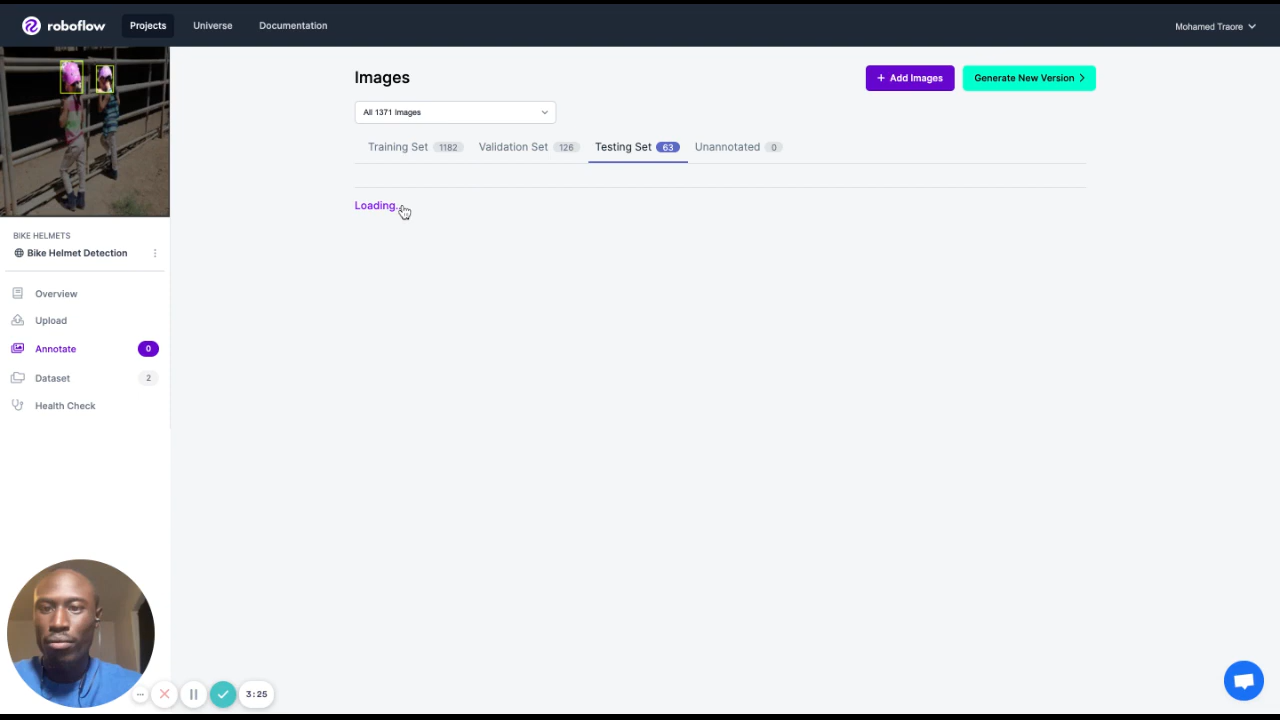 roboflow
Projects
Universe
Documentation
Mohamed Traore
Images
+ Add Images
Generate New Version
All 1371 Images
Training Set 1182
Validation Set 126
Testing Set 63
Unannotated 0
Loading...
BIKE HELMETS
Bike Helmet Detection
Overview
Upload
Annotate 0
Dataset 2
Health Check
3:25